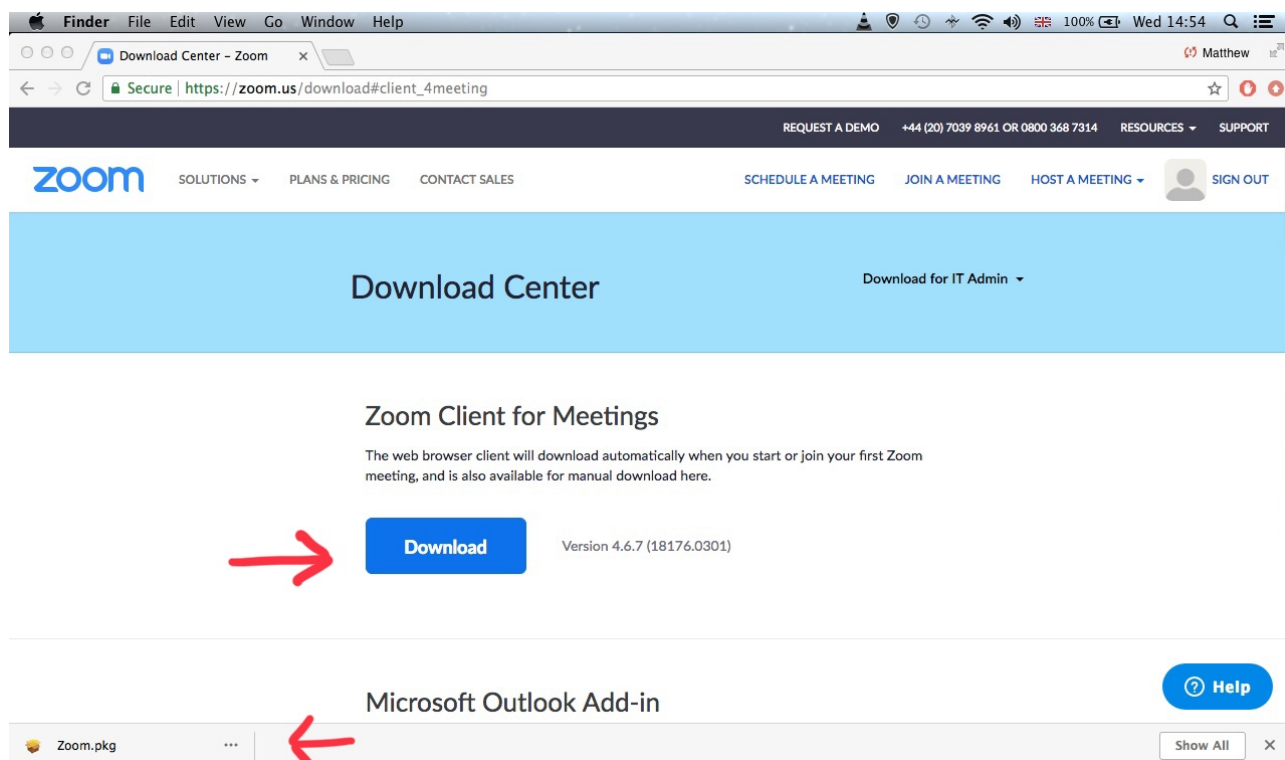 Finder File Edit View Go Window Help 100% Wed 14:54
Download Center – Zoom × Matthew
Secure | https://zoom.us/download#client_4meeting
REQUEST A DEMO +44 (20) 7039 8961 OR 0800 368 7314 RESOURCES SUPPORT
zoom SOLUTIONS PLANS & PRICING CONTACT SALES SCHEDULE A MEETING JOIN A MEETING HOST A MEETING SIGN OUT
Download Center Download for IT Admin
Zoom Client for Meetings
The web browser client will download automatically when you start or join your first Zoom
meeting, and is also available for manual download here.
Download Version 4.6.7 (18176.0301)
Microsoft Outlook Add-in
? Help
Zoom.pkg ... Show All ×